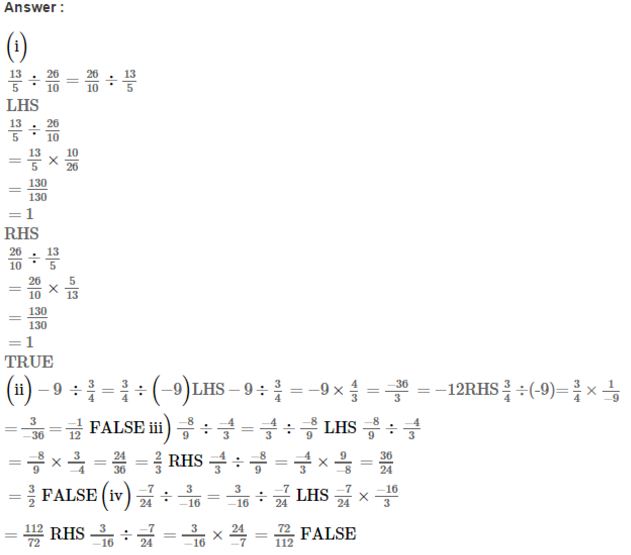 Answer :
(i)
13/5 ÷ 26/10 = 26/10 ÷ 13/5
LHS
13/5 ÷ 26/10
= 13/5 × 10/26
= 130/130
= 1
RHS
26/10 ÷ 13/5
= 26/10 × 5/13
= 130/130
= 1
TRUE
(ii) − 9 ÷ 3/4 = 3/4 ÷ (−9)LHS − 9 ÷ 3/4 = −9 × 4/3 = −36/3 = −12RHS 3/4 ÷(-9)= 3/4 × 1/−9
= 3/−36 = −1/12 FALSE iii) −8/9 ÷ −4/3 = −4/3 ÷ −8/9 LHS −8/9 ÷ −4/3
= −8/9 × 3/−4 = 24/36 = 2/3 RHS −4/3 ÷ −8/9 = −4/3 × 9/−8 = 36/24
= 3/2 FALSE (iv) −7/24 ÷ 3/−16 = 3/−16 ÷ −7/24 LHS −7/24 × −16/3
= 112/72 RHS 3/−16 ÷ −7/24 = 3/−16 × 24/−7 = 72/112 FALSE